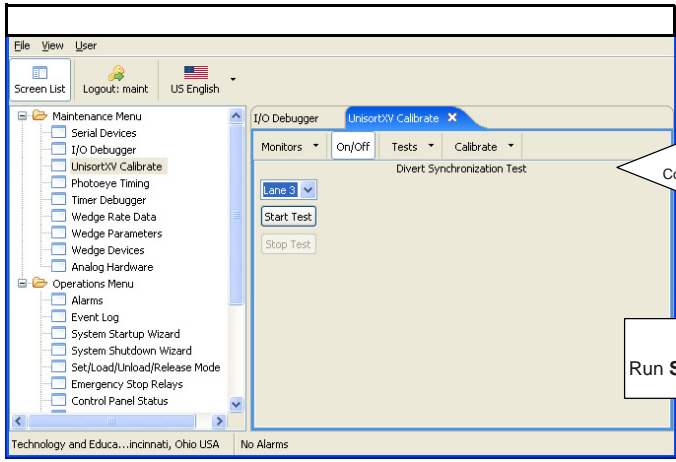 File View User
Screen List Logout: maint US English
Maintenance Menu
Serial Devices
I/O Debugger
UnisortXV Calibrate
Photoeye Timing
Timer Debugger
Wedge Rate Data
Wedge Parameters
Wedge Devices
Analog Hardware
Operations Menu
Alarms
Event Log
System Startup Wizard
System Shutdown Wizard
Set/Load/Unload/Release Mode
Emergency Stop Relays
Control Panel Status
I/O Debugger UnisortXV Calibrate
Monitors On/Off Tests Calibrate
Divert Synchronization Test
Lane 3
Start Test
Stop Test
Co
Run S
Technology and Educa...incinnati, Ohio USA No Alarms